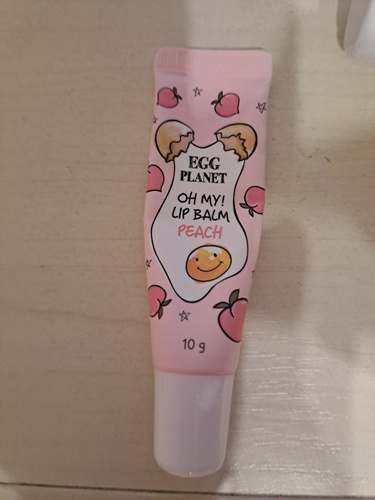 EGG
PLANET
OH MY!
LIP BALM
PEACH
10 g